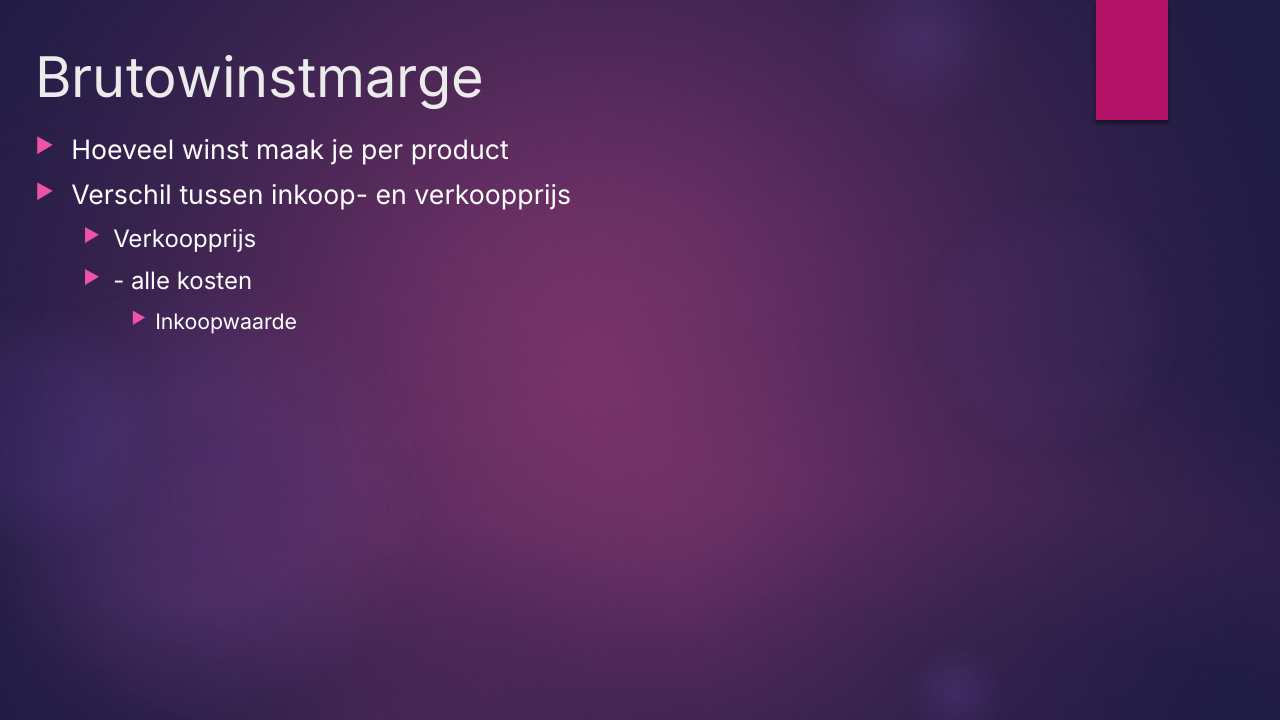 Brutowinstmarge
Hoeveel winst maak je per product
Verschil tussen inkoop- en verkoopprijs
Verkoopprijs
- alle kosten
Inkoopwaarde